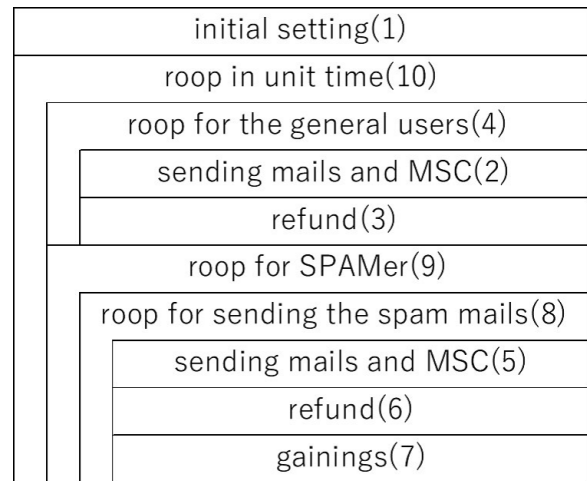 initial setting(1)
roop in unit time(10)
roop for the general users(4)
sending mails and MSC(2)
refund(3)
roop for SPAMer(9)
roop for sending the spam mails(8)
sending mails and MSC(5)
refund(6)
gainings(7)